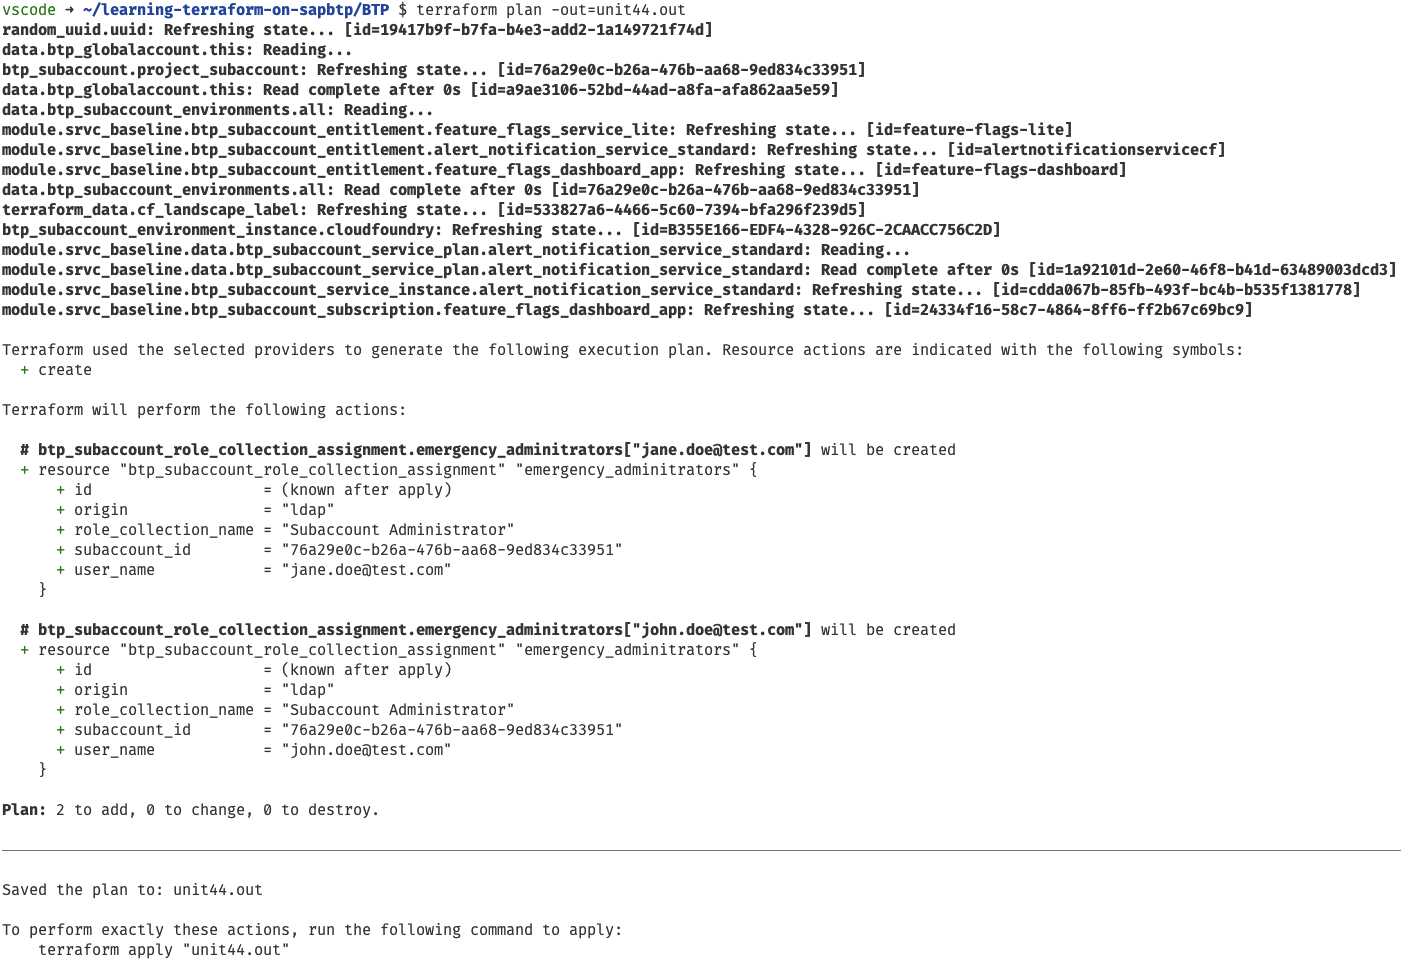 vscode → ~/learning-terraform-on-sapbtp/BTP $ terraform plan -out=unit44.out
random_uuid.uuid: Refreshing state... [id=19417b9f-b7fa-b4e3-add2-1a149721f74d]
data.btp_globalaccount.this: Reading...
btp_subaccount.project_subaccount: Refreshing state... [id=76a29e0c-b26a-476b-aa68-9ed834c33951]
data.btp_globalaccount.this: Read complete after 0s [id=a9ae3106-52bd-44ad-a8fa-afa862aa5e59]
data.btp_subaccount_environments.all: Reading...
module.srvc_baseline.btp_subaccount_entitlement.feature_flags_service_lite: Refreshing state... [id=feature-flags-lite]
module.srvc_baseline.btp_subaccount_entitlement.alert_notification_service_standard: Refreshing state... [id=alertnotificationservicecf]
module.srvc_baseline.btp_subaccount_entitlement.feature_flags_dashboard_app: Refreshing state... [id=feature-flags-dashboard]
data.btp_subaccount_environments.all: Read complete after 0s [id=76a29e0c-b26a-476b-aa68-9ed834c33951]
terraform_data.cf_landscape_label: Refreshing state... [id=533827a6-4466-5c60-7394-bfa296f239d5]
btp_subaccount_environment_instance.cloudfoundry: Refreshing state... [id=B355E166-EDF4-4328-926C-2CAACC756C2D]
module.srvc_baseline.data.btp_subaccount_service_plan.alert_notification_service_standard: Reading...
module.srvc_baseline.data.btp_subaccount_service_plan.alert_notification_service_standard: Read complete after 0s [id=1a92101d-2e60-46f8-b41d-63489003dcd3]
module.srvc_baseline.btp_subaccount_service_instance.alert_notification_service_standard: Refreshing state... [id=cdda067b-85fb-493f-bc4b-b535f1381778]
module.srvc_baseline.btp_subaccount_subscription.feature_flags_dashboard_app: Refreshing state... [id=24334f16-58c7-4864-8ff6-ff2b67c69bc9]
Terraform used the selected providers to generate the following execution plan. Resource actions are indicated with the following symbols:
  + create
Terraform will perform the following actions:
  # btp_subaccount_role_collection_assignment.emergency_adminitrators["jane.doe@test.com"] will be created
  + resource "btp_subaccount_role_collection_assignment" "emergency_adminitrators" {
      + id                   = (known after apply)
      + origin               = "ldap"
      + role_collection_name = "Subaccount Administrator"
      + subaccount_id        = "76a29e0c-b26a-476b-aa68-9ed834c33951"
      + user_name            = "jane.doe@test.com"
    }
  # btp_subaccount_role_collection_assignment.emergency_adminitrators["john.doe@test.com"] will be created
  + resource "btp_subaccount_role_collection_assignment" "emergency_adminitrators" {
      + id                   = (known after apply)
      + origin               = "ldap"
      + role_collection_name = "Subaccount Administrator"
      + subaccount_id        = "76a29e0c-b26a-476b-aa68-9ed834c33951"
      + user_name            = "john.doe@test.com"
    }
Plan: 2 to add, 0 to change, 0 to destroy.
Saved the plan to: unit44.out
To perform exactly these actions, run the following command to apply:
    terraform apply "unit44.out"